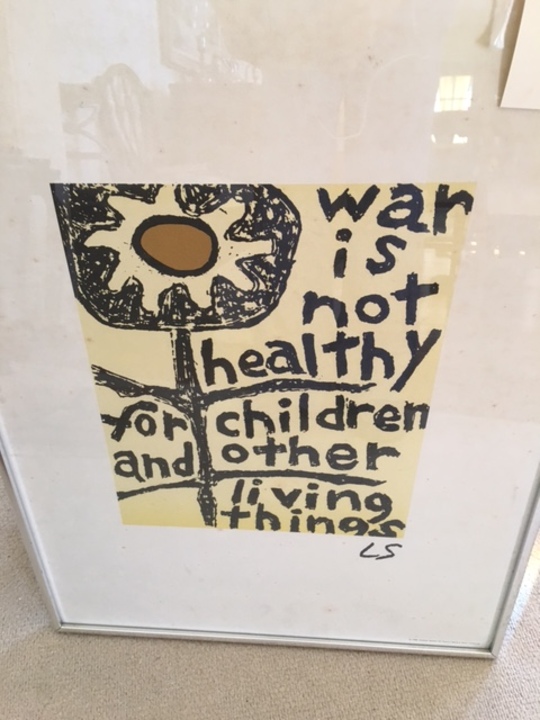 war
is
not
healthy
for children
and other
living
things
LS